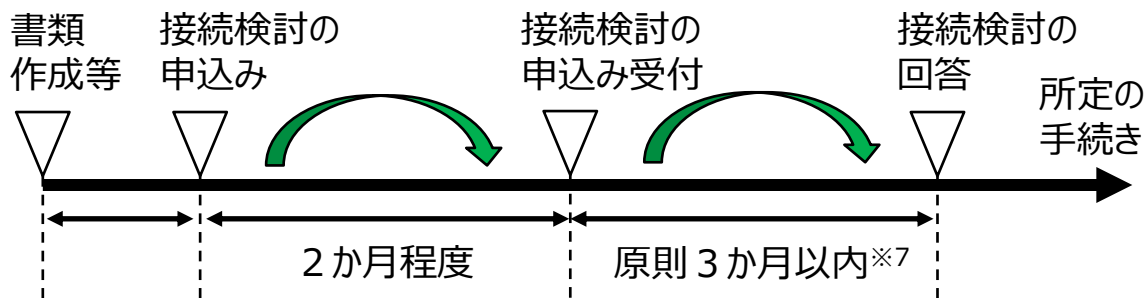 書類
作成等
接続検討の
申込み
接続検討の
申込み受付
接続検討の
回答
所定の
手続き
２か月程度
原則３か月以内※7